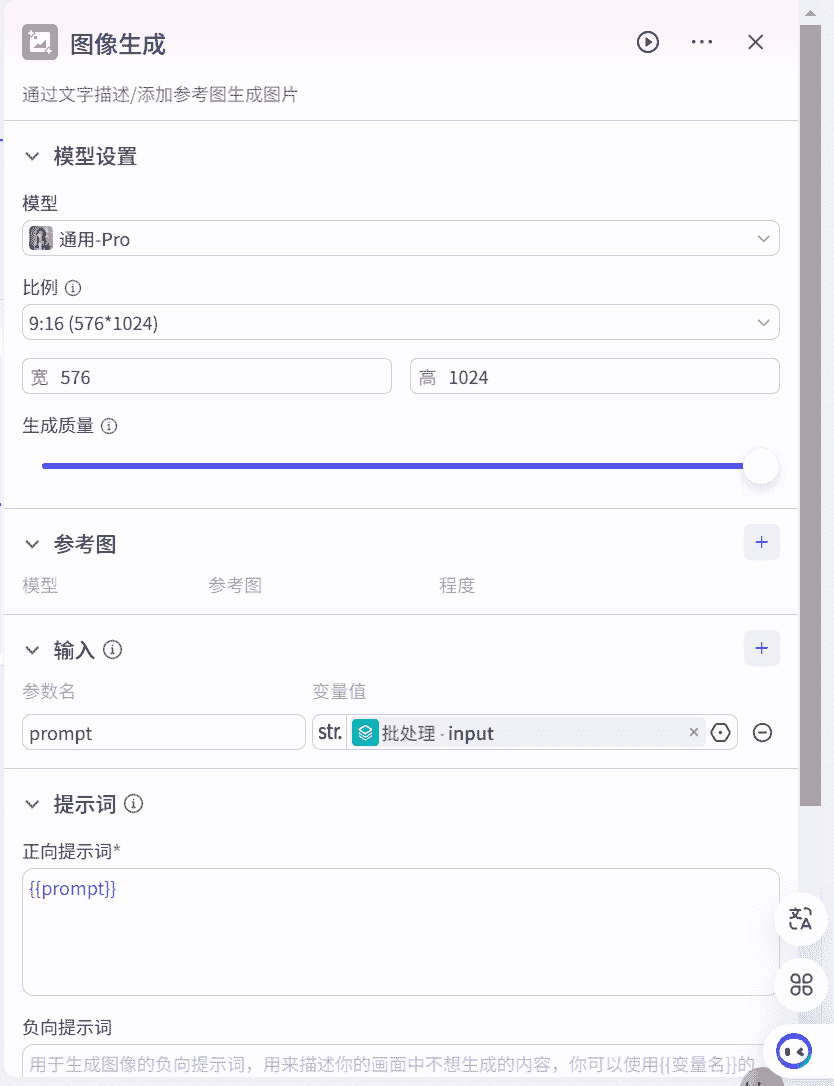 图像生成
通过文字描述/添加参考图生成图片
模型设置
模型
通用-Pro
比例
9:16 (576*1024)
宽 576
高 1024
生成质量
参考图
模型 参考图 程度
输入
参数名 变量值
prompt str. 批处理 - input
提示词
正向提示词*
{{prompt}}
负向提示词
用于生成图像的负向提示词，用来描述你的画面中不想生成的内容，你可以使用{{变量名}}的